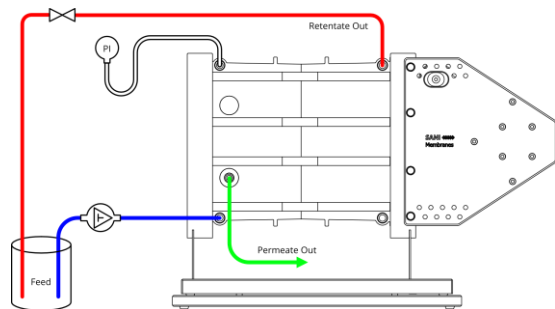 Retentate Out
PI
SANI
Membranes
Permeate Out
Feed